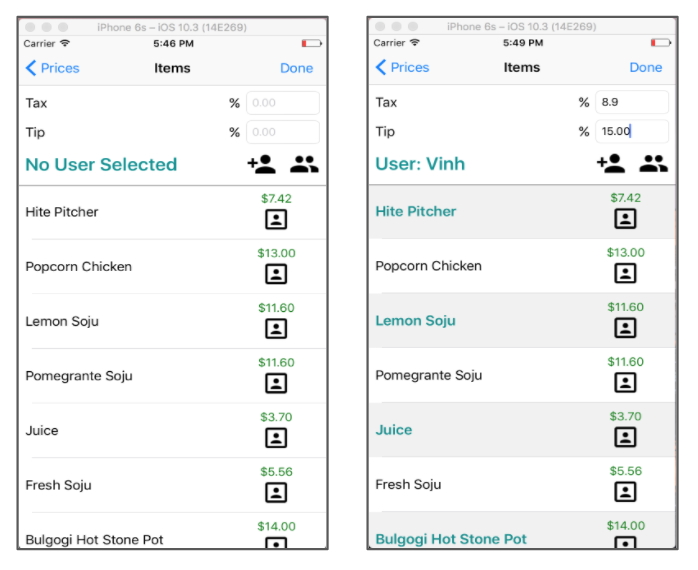 iPhone 6s – iOS 10.3 (14E269)
Carrier 5:46 PM
Prices Items Done
Tax % 0.00
Tip % 0.00
No User Selected
Hite Pitcher $7.42
Popcorn Chicken $13.00
Lemon Soju $11.60
Pomegrante Soju $11.60
Juice $3.70
Fresh Soju $5.56
Bulgogi Hot Stone Pot $14.00
iPhone 6s – iOS 10.3 (14E269)
Carrier 5:49 PM
Prices Items Done
Tax % 8.9
Tip % 15.00
User: Vinh
Hite Pitcher $7.42
Popcorn Chicken $13.00
Lemon Soju $11.60
Pomegrante Soju $11.60
Juice $3.70
Fresh Soju $5.56
Bulgogi Hot Stone Pot $14.00